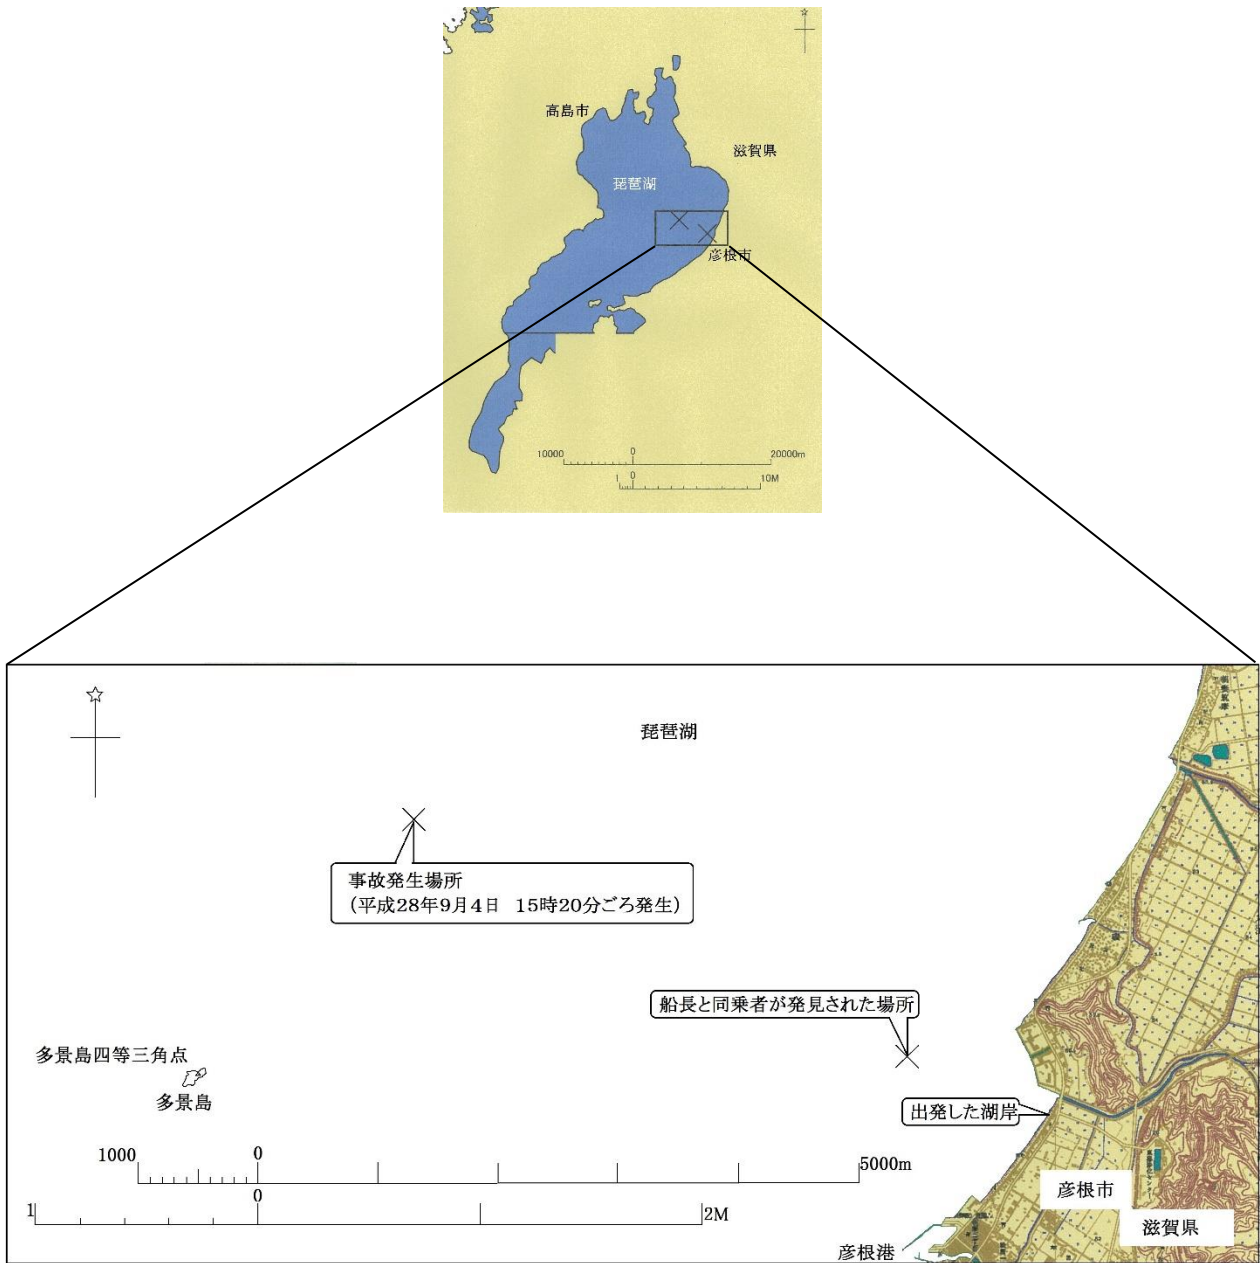 高島市
滋賀県
琵琶湖
彦根市
10000 0 20000m
1 0 10M
琵琶湖
事故発生場所
(平成28年9月4日 15時20分ごろ発生)
船長と同乗者が発見された場所
多景島四等三角点
多景島
出発した湖岸
1000 0 5000m
1 0 2M
彦根市
滋賀県
彦根港